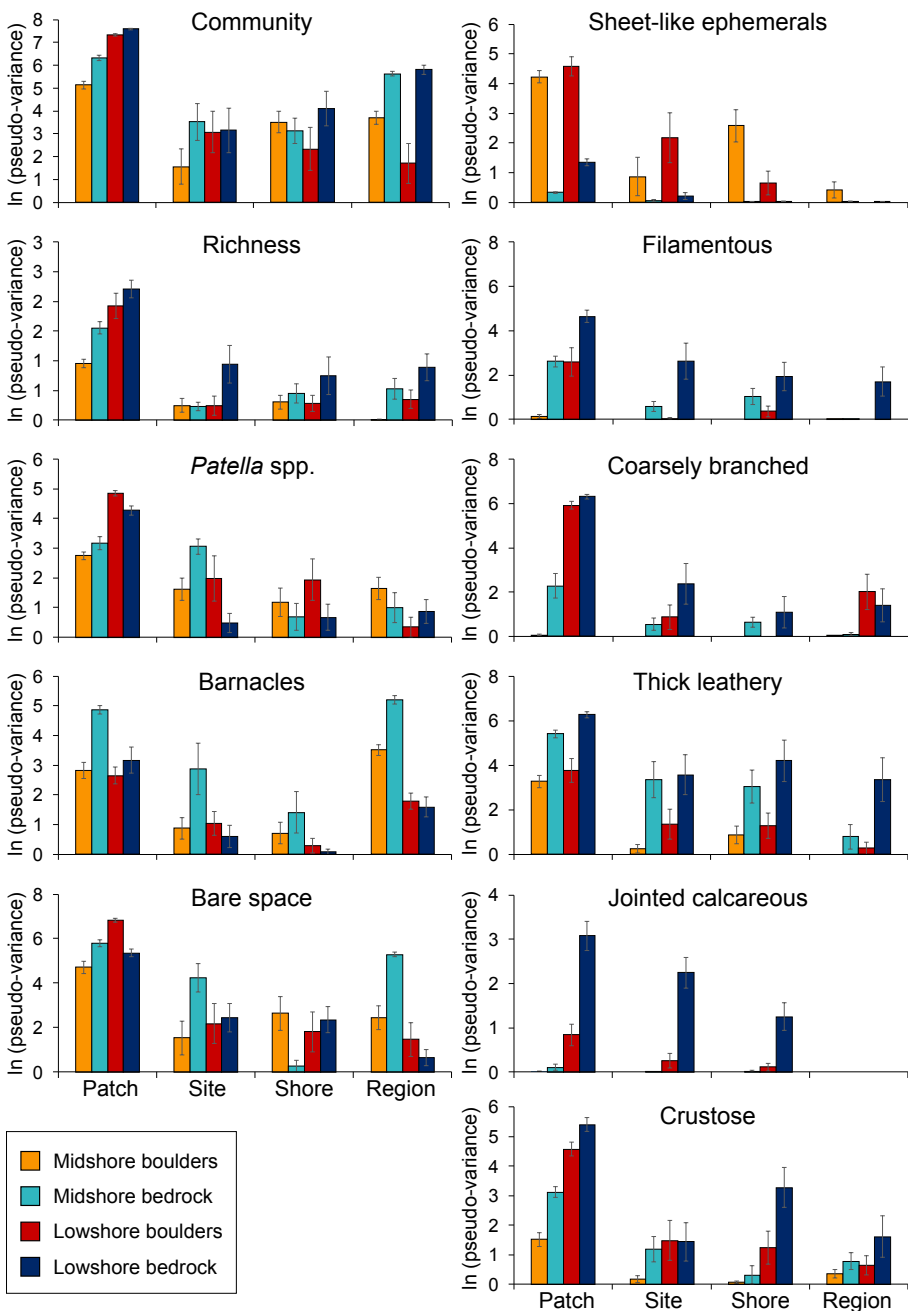 Community
ln (pseudo-variance)
8
7
6
5
4
3
2
1
0
Richness
ln (pseudo-variance)
3
3
2
2
1
1
0
Patella spp.
ln (pseudo-variance)
6
5
4
3
2
1
0
Barnacles
ln (pseudo-variance)
6
5
4
3
2
1
0
Bare space
ln (pseudo-variance)
8
6
4
2
0
Patch Site Shore Region
Midshore boulders
Midshore bedrock
Lowshore boulders
Lowshore bedrock
Sheet-like ephemerals
ln (pseudo-variance)
6
5
4
3
2
1
0
Filamentous
ln (pseudo-variance)
8
6
4
2
0
Coarsely branched
ln (pseudo-variance)
8
6
4
2
0
Thick leathery
ln (pseudo-variance)
8
6
4
2
0
Jointed calcareous
ln (pseudo-variance)
4
3
2
1
0
Crustose
ln (pseudo-variance)
6
5
4
3
2
1
0
Patch Site Shore Region